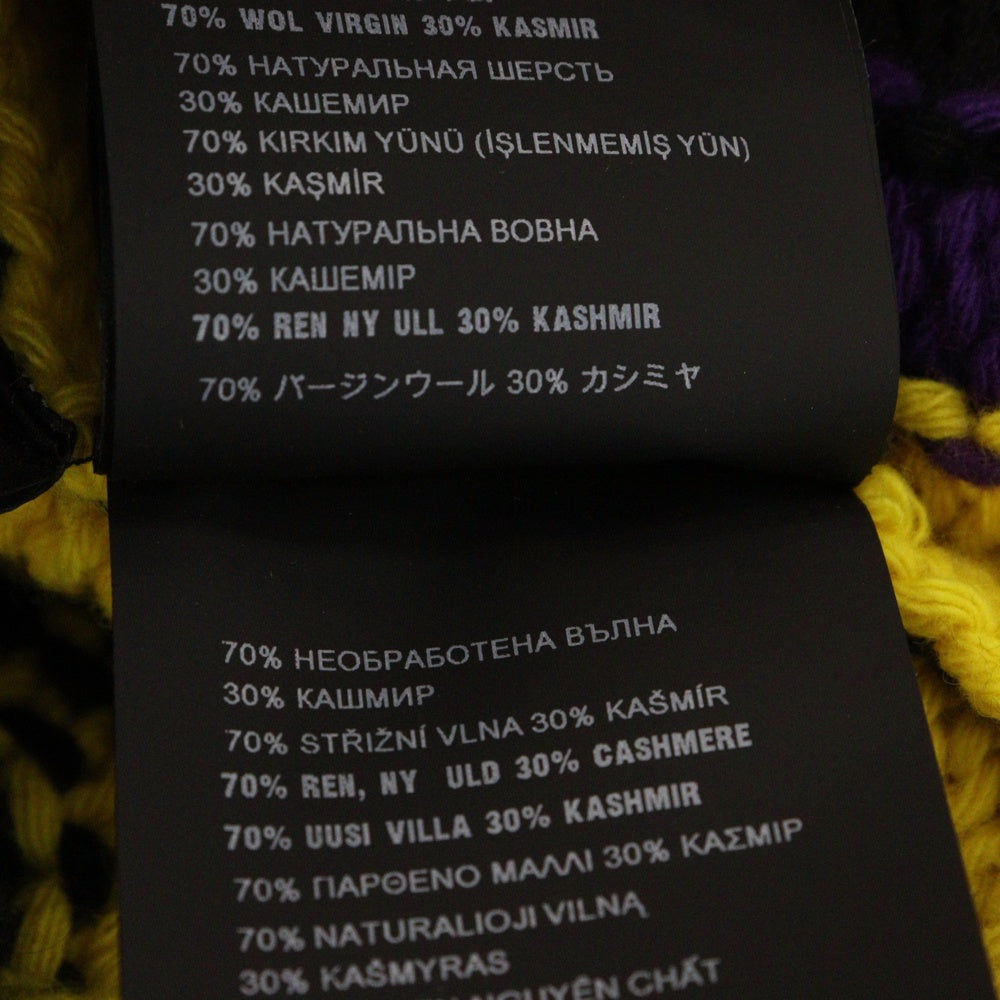 70% WOL VIRGIN 30% KASMIR
70% НАТУРАЛЬНАЯ ШЕРСТЬ
30% КАШЕМИР
70% KIRKIM YÜNÜ (İŞLENMEMİŞ YÜN)
30% KAŞMİR
70% НАТУРАЛЬНА ВОВНА
30% КАШЕМІР
70% REN NY ULL 30% KASHMIR
70% バージンウール 30% カシミヤ
70% НЕОБРАБОТЕНА ВЪЛНА
30% КАШМИР
70% STŘIŽNÍ VLNA 30% KAŠMÍR
70% REN, NY ULD 30% CASHMERE
70% UUSI VILLA 30% KASHMIR
70% ΠΑΡΘΕΝΟ ΜΑΛΛΙ 30% ΚΑΣΜΙΡ
70% NATURALIOJI VILNA
30% KAŠMYRAS
NGUYÊN CHẤT